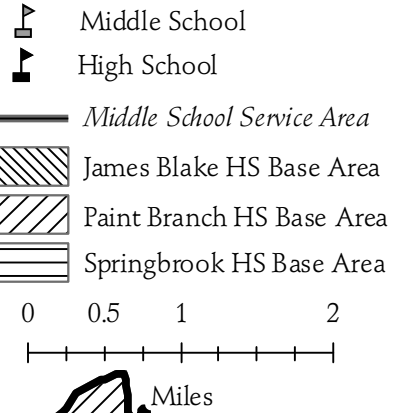 Middle School
High School
Middle School Service Area
James Blake HS Base Area
Paint Branch HS Base Area
Springbrook HS Base Area
0 0.5 1 2
Miles